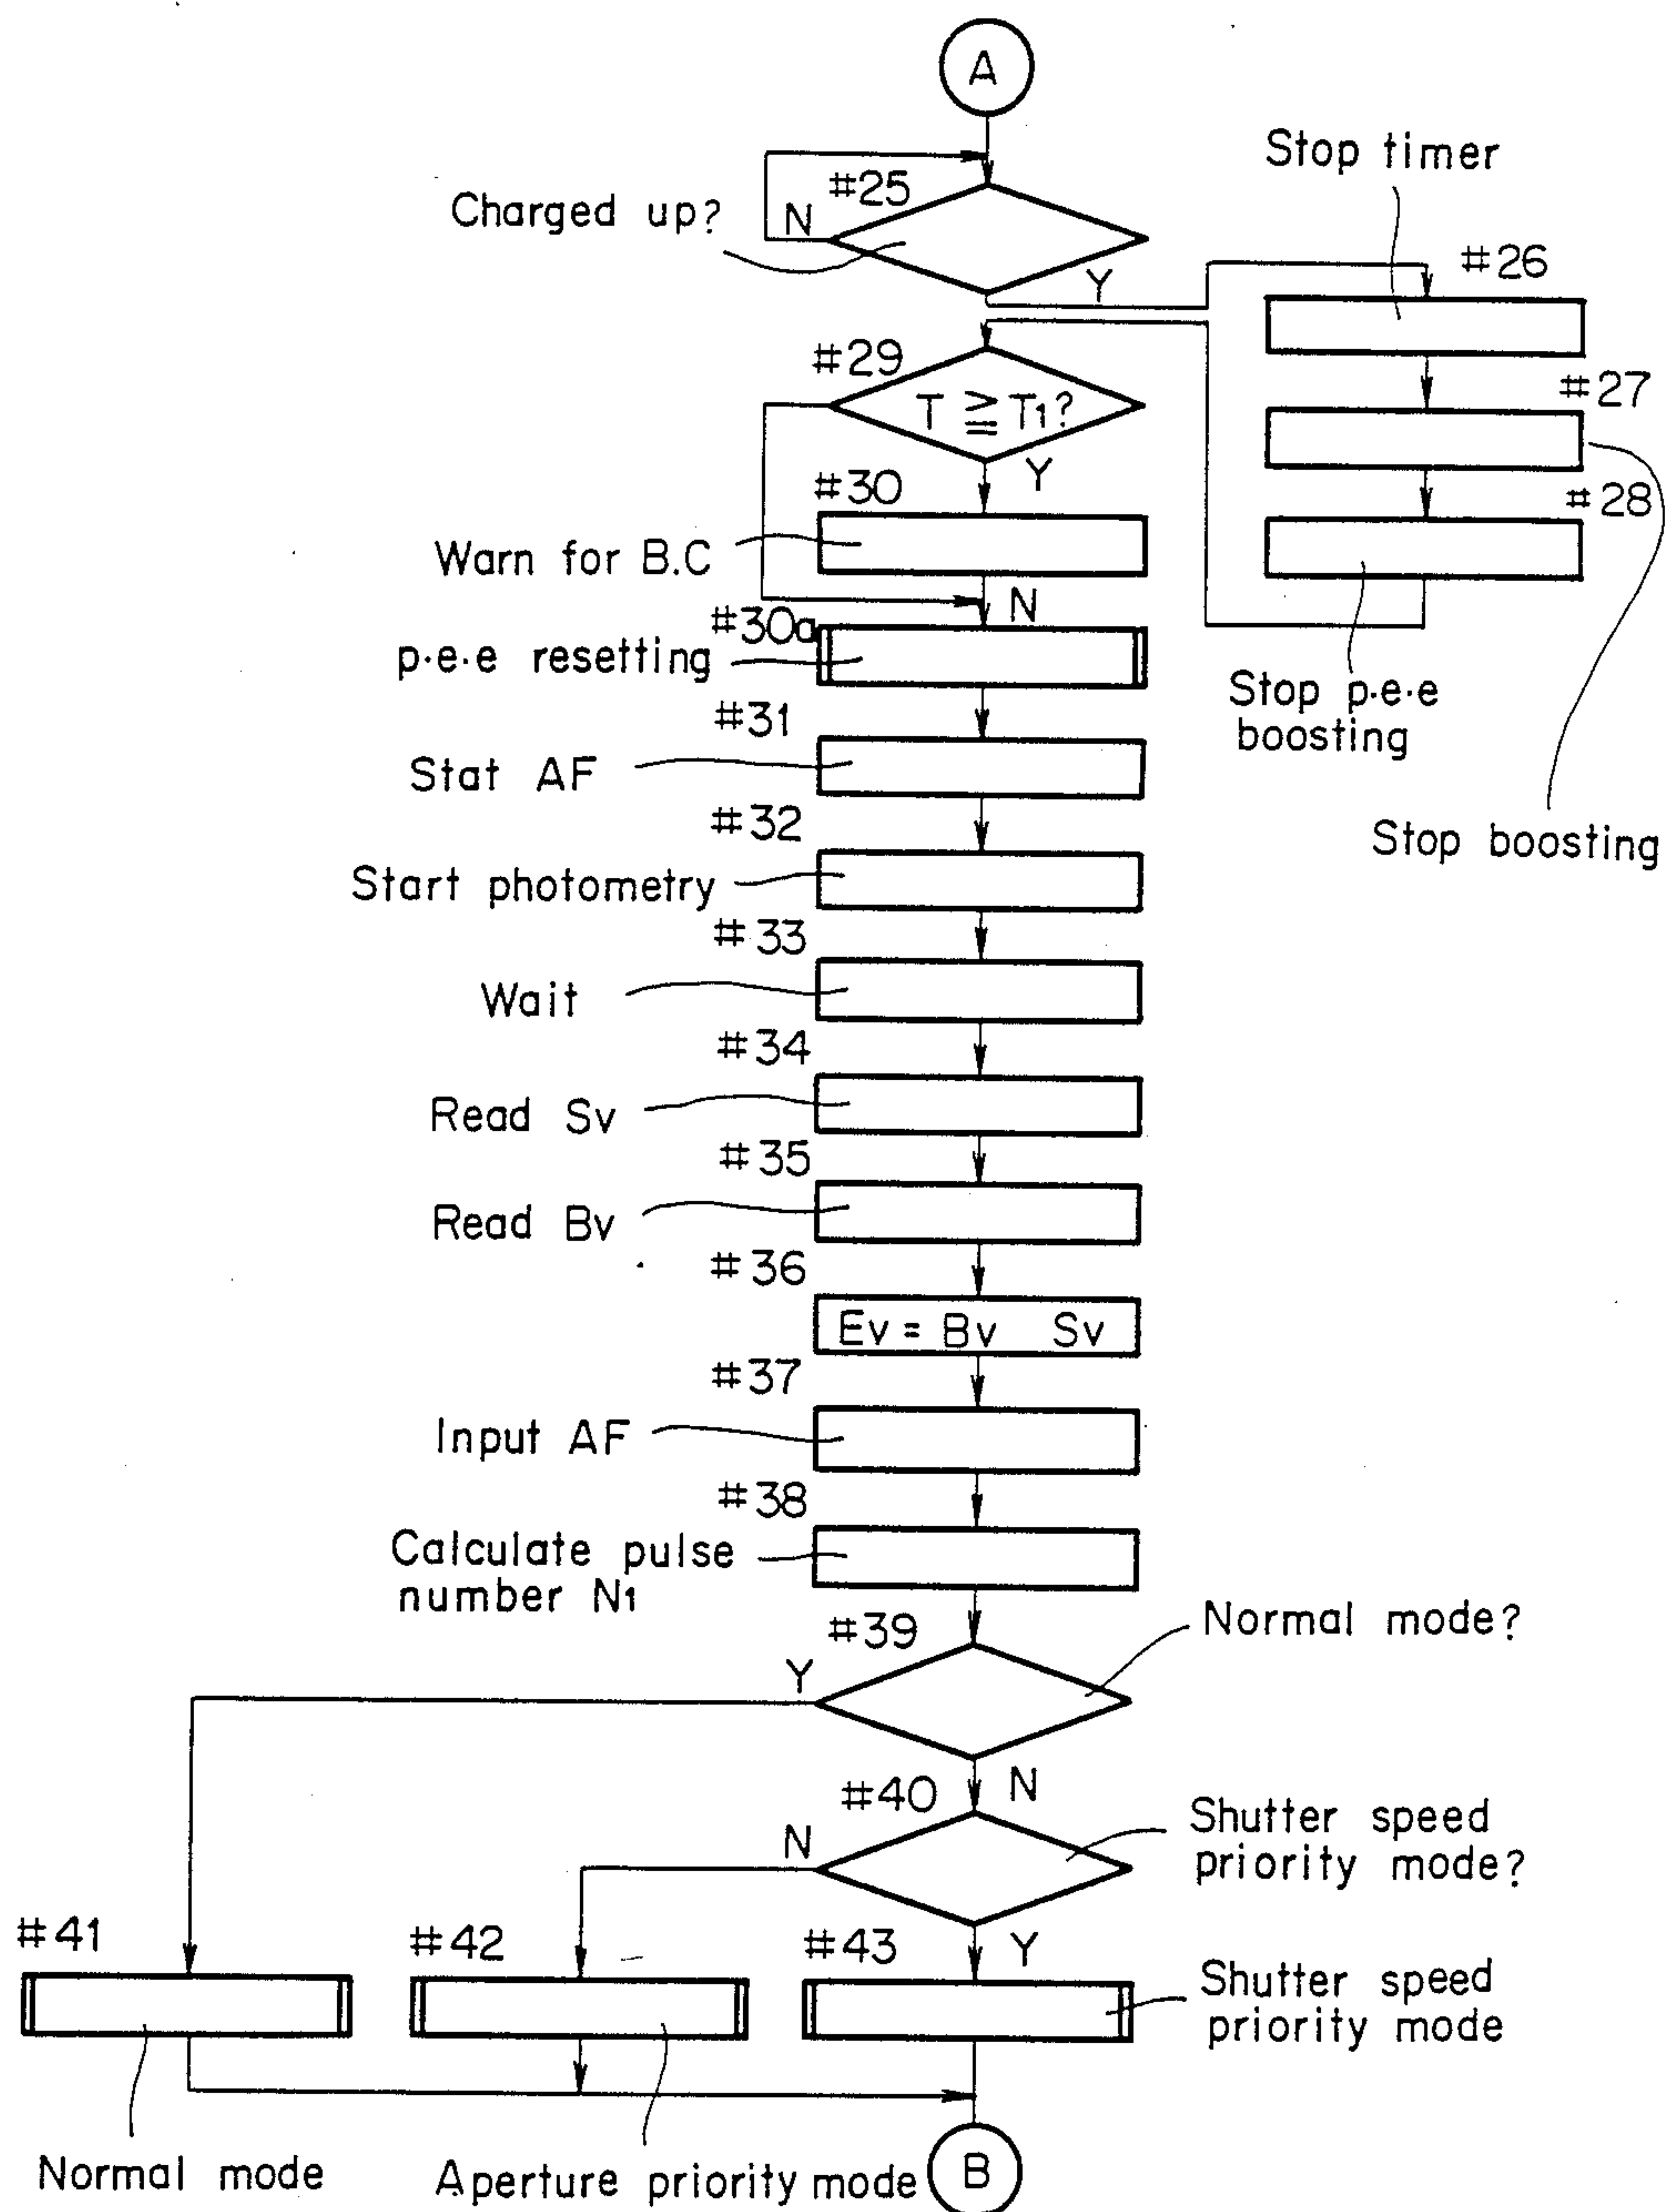 A
Stop timer
#25
Charged up?
N
Y
#26
#29
T ≧ T1?
#27
Y
#30
#28
Warn for B.C
N
#30a
p·e·e resetting
Stop p·e·e
boosting
#31
Stat AF
Stop boosting
#32
Start photometry
#33
Wait
#34
Read Sv
#35
Read Bv
#36
Ev = Bv Sv
#37
Input AF
#38
Calculate pulse
number N1
#39
Normal mode?
Y
N
#40
Shutter speed
priority mode?
N
Y
#41
#42
#43
Shutter speed
priority mode
Normal mode
Aperture priority mode
B